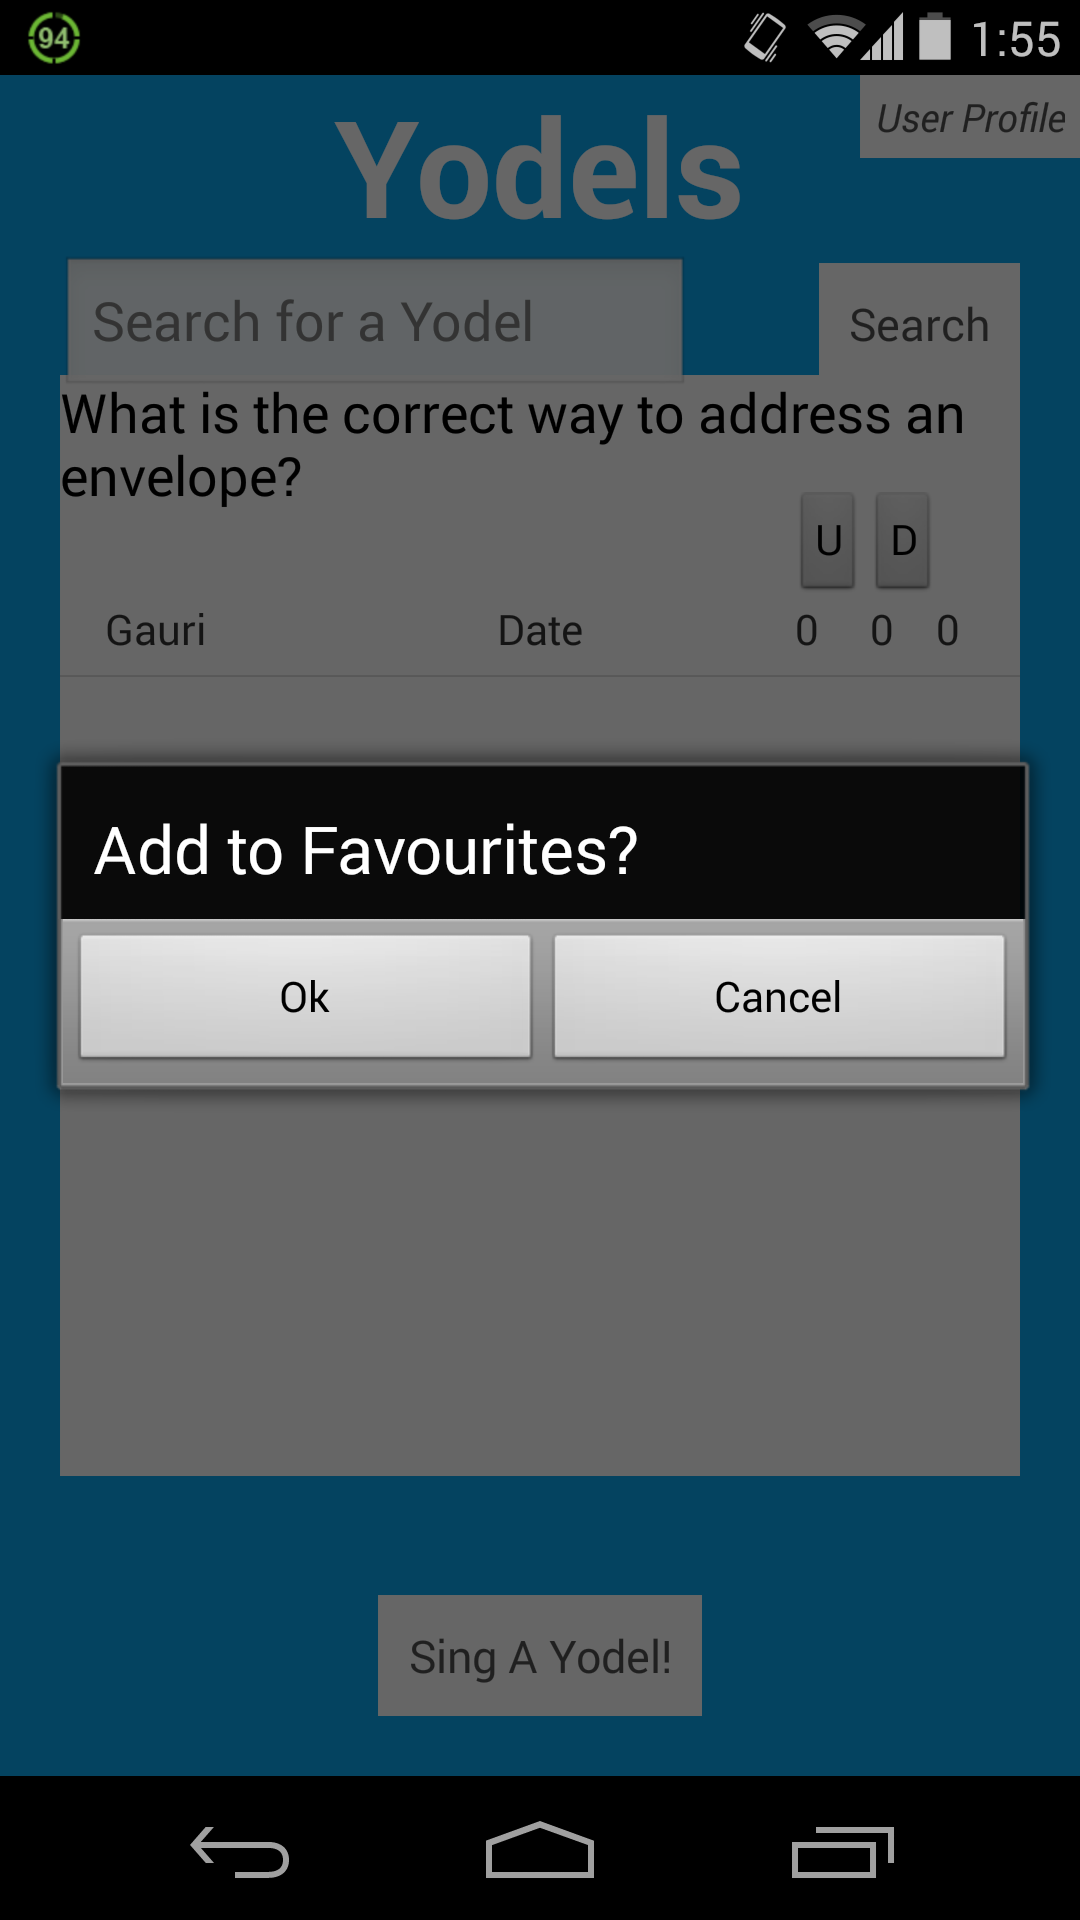 94
1:55
User Profile
Yodels
Search for a Yodel
Search
What is the correct way to address an
envelope?
U D
Gauri Date 0 0 0
Add to Favourites?
Ok Cancel
Sing A Yodel!